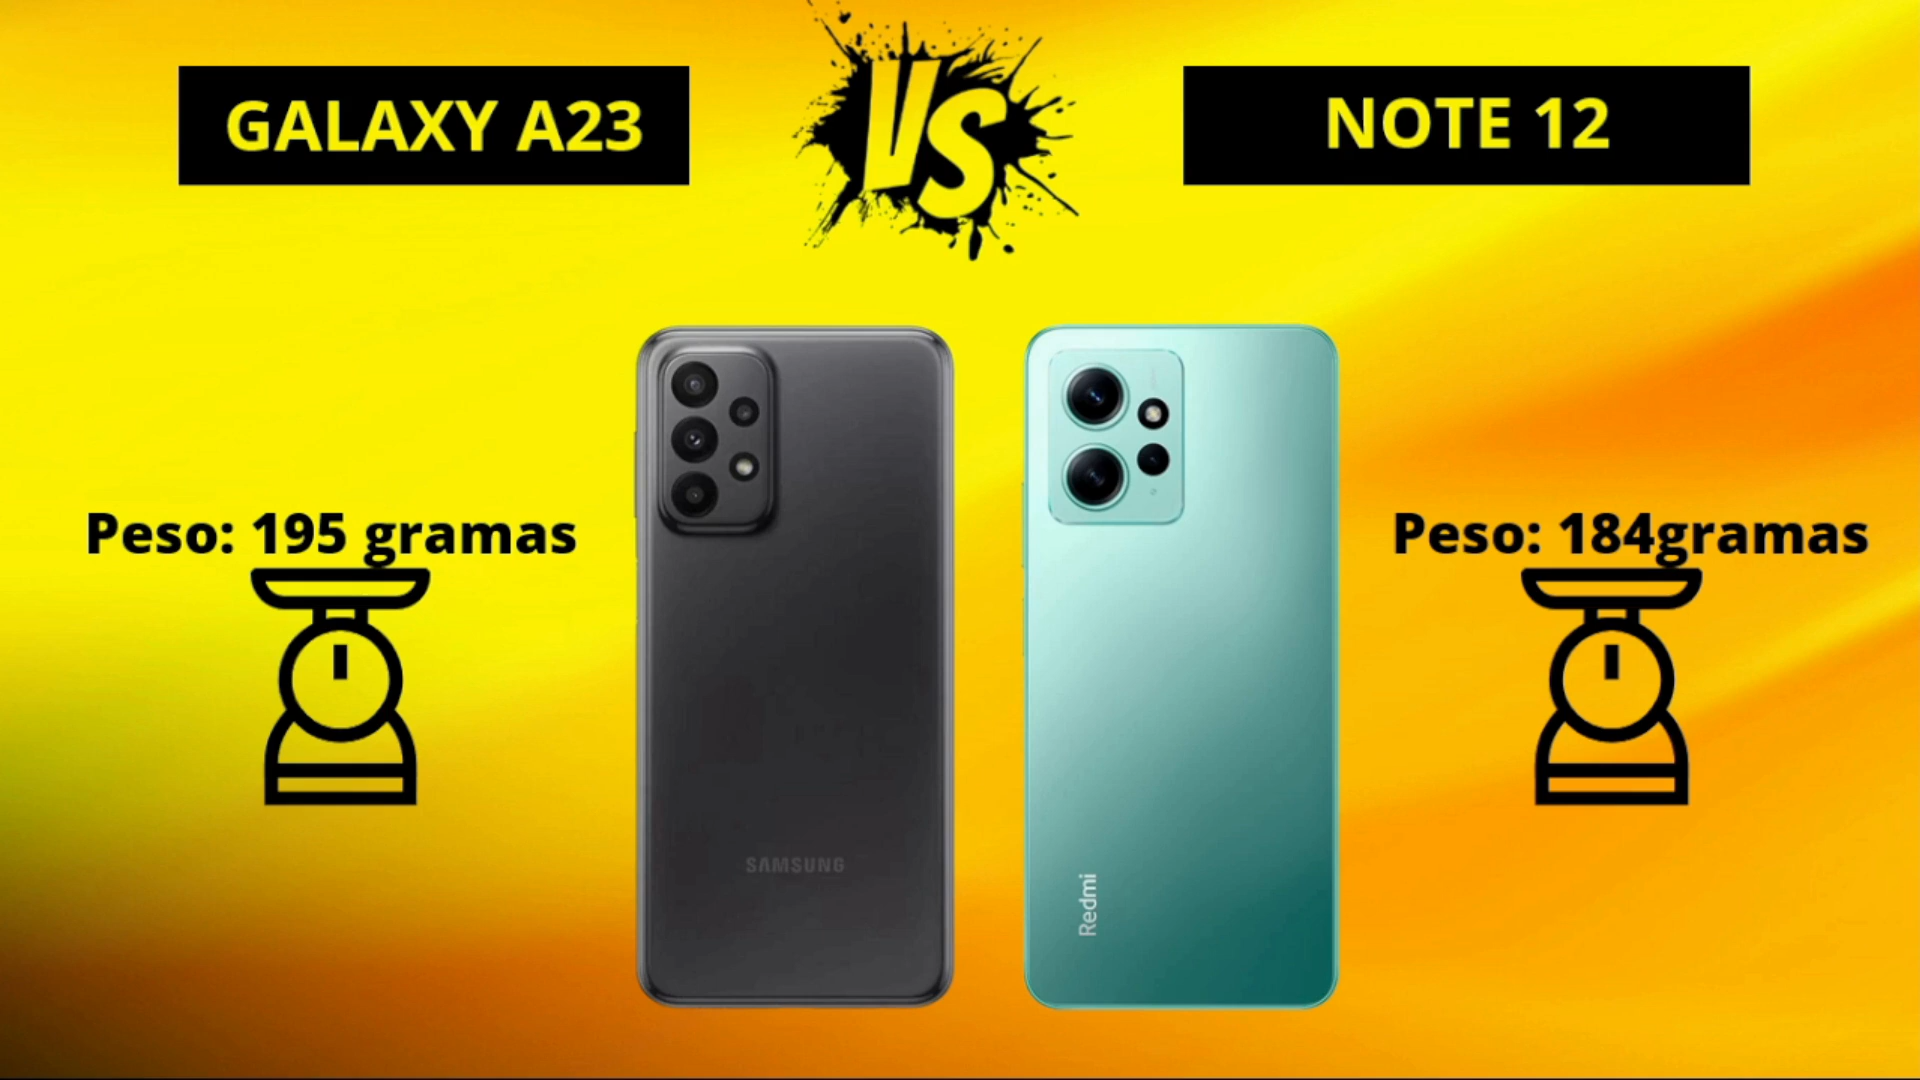 GALAXY A23
VS
NOTE 12
Peso: 195 gramas
Peso: 184gramas
SAMSUNG
Redmi